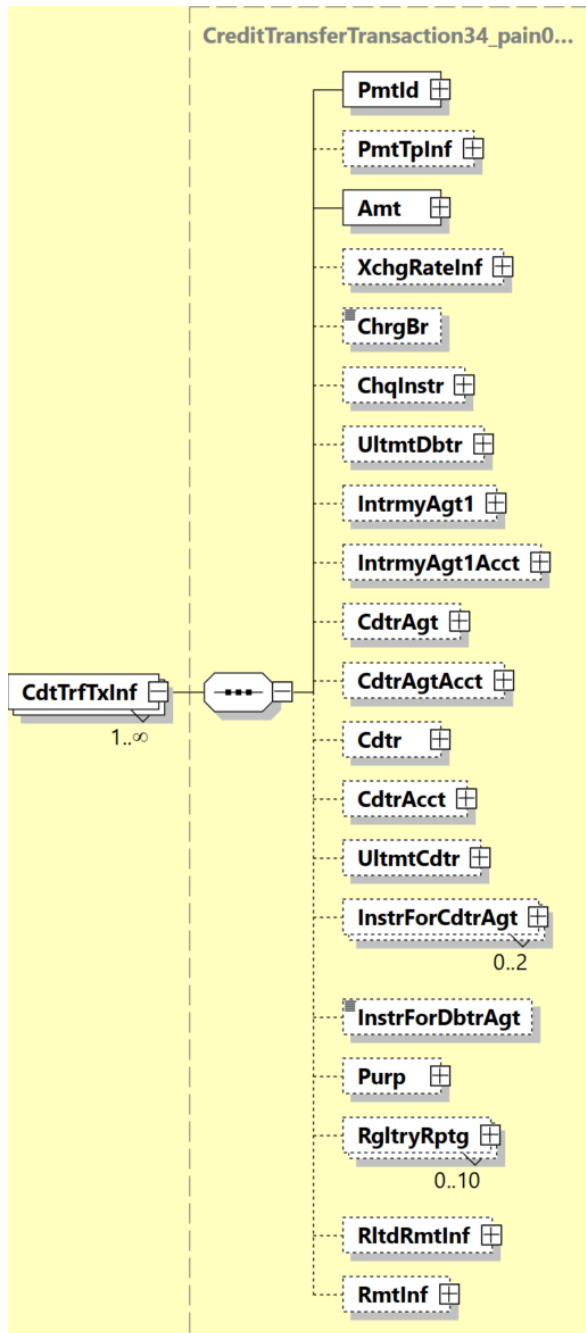 CreditTransferTransaction34_pain0...
PmtId
PmtTpInf
Amt
XchgRateInf
ChrgBr
ChqInstr
UltmtDbtr
IntrmyAgt1
IntrmyAgt1Acct
CdtrAgt
CdtrAgtAcct
CdtTrfTxInf
1..∞
Cdtr
CdtrAcct
UltmtCdtr
InstrForCdtrAgt
0..2
InstrForDbtrAgt
Purp
RgltryRptg
0..10
RltdRmtInf
RmtInf